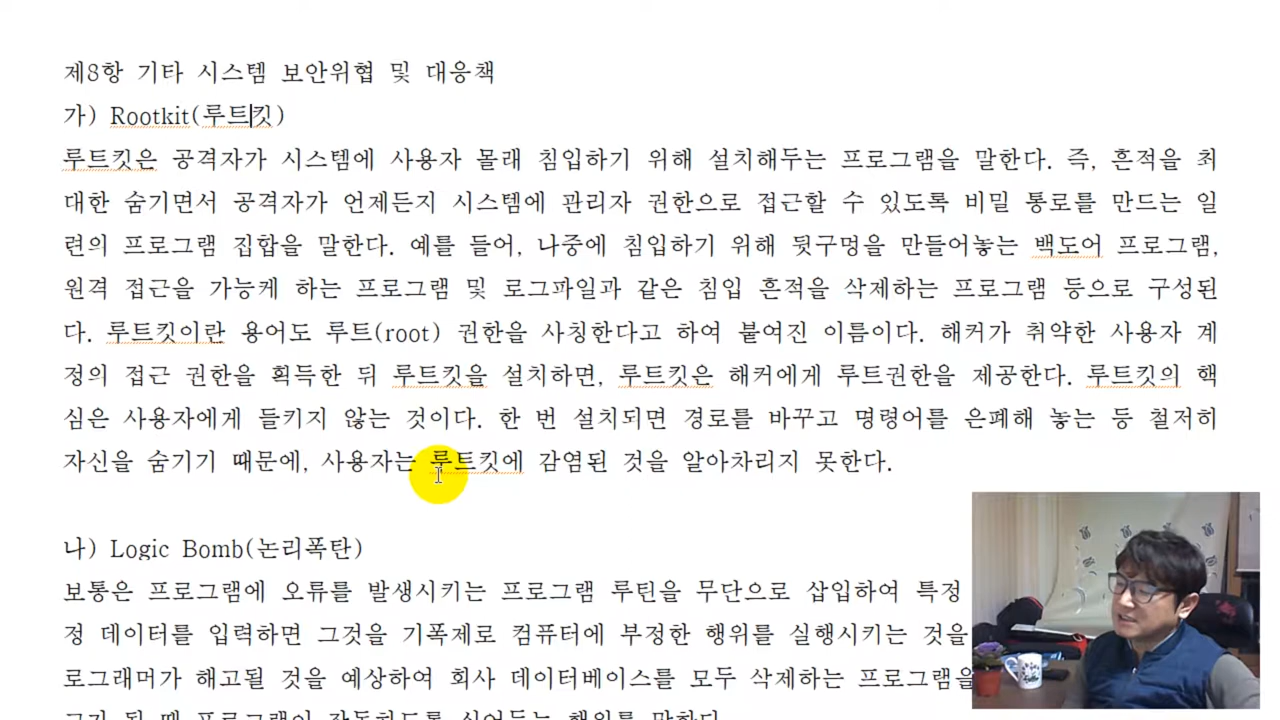 제8항 기타 시스템 보안위협 및 대응책
가) Rootkit(루트킷)
루트킷은 공격자가 시스템에 사용자 몰래 침입하기 위해 설치해두는 프로그램을 말한다. 즉, 흔적을 최
대한 숨기면서 공격자가 언제든지 시스템에 관리자 권한으로 접근할 수 있도록 비밀 통로를 만드는 일
련의 프로그램 집합을 말한다. 예를 들어, 나중에 침입하기 위해 뒷구멍을 만들어놓는 백도어 프로그램,
원격 접근을 가능케 하는 프로그램 및 로그파일과 같은 침입 흔적을 삭제하는 프로그램 등으로 구성된
다. 루트킷이란 용어도 루트(root) 권한을 사칭한다고 하여 붙여진 이름이다. 해커가 취약한 사용자 계
정의 접근 권한을 획득한 뒤 루트킷을 설치하면, 루트킷은 해커에게 루트권한을 제공한다. 루트킷의 핵
심은 사용자에게 들키지 않는 것이다. 한 번 설치되면 경로를 바꾸고 명령어를 은폐해 놓는 등 철저히
자신을 숨기기 때문에, 사용자는 루트킷에 감염된 것을 알아차리지 못한다.
나) Logic Bomb(논리폭탄)
보통은 프로그램에 오류를 발생시키는 프로그램 루틴을 무단으로 삽입하여 특정
정 데이터를 입력하면 그것을 기폭제로 컴퓨터에 부정한 행위를 실행시키는 것을
로그래머가 해고될 것을 예상하여 회사 데이터베이스를 모두 삭제하는 프로그램을